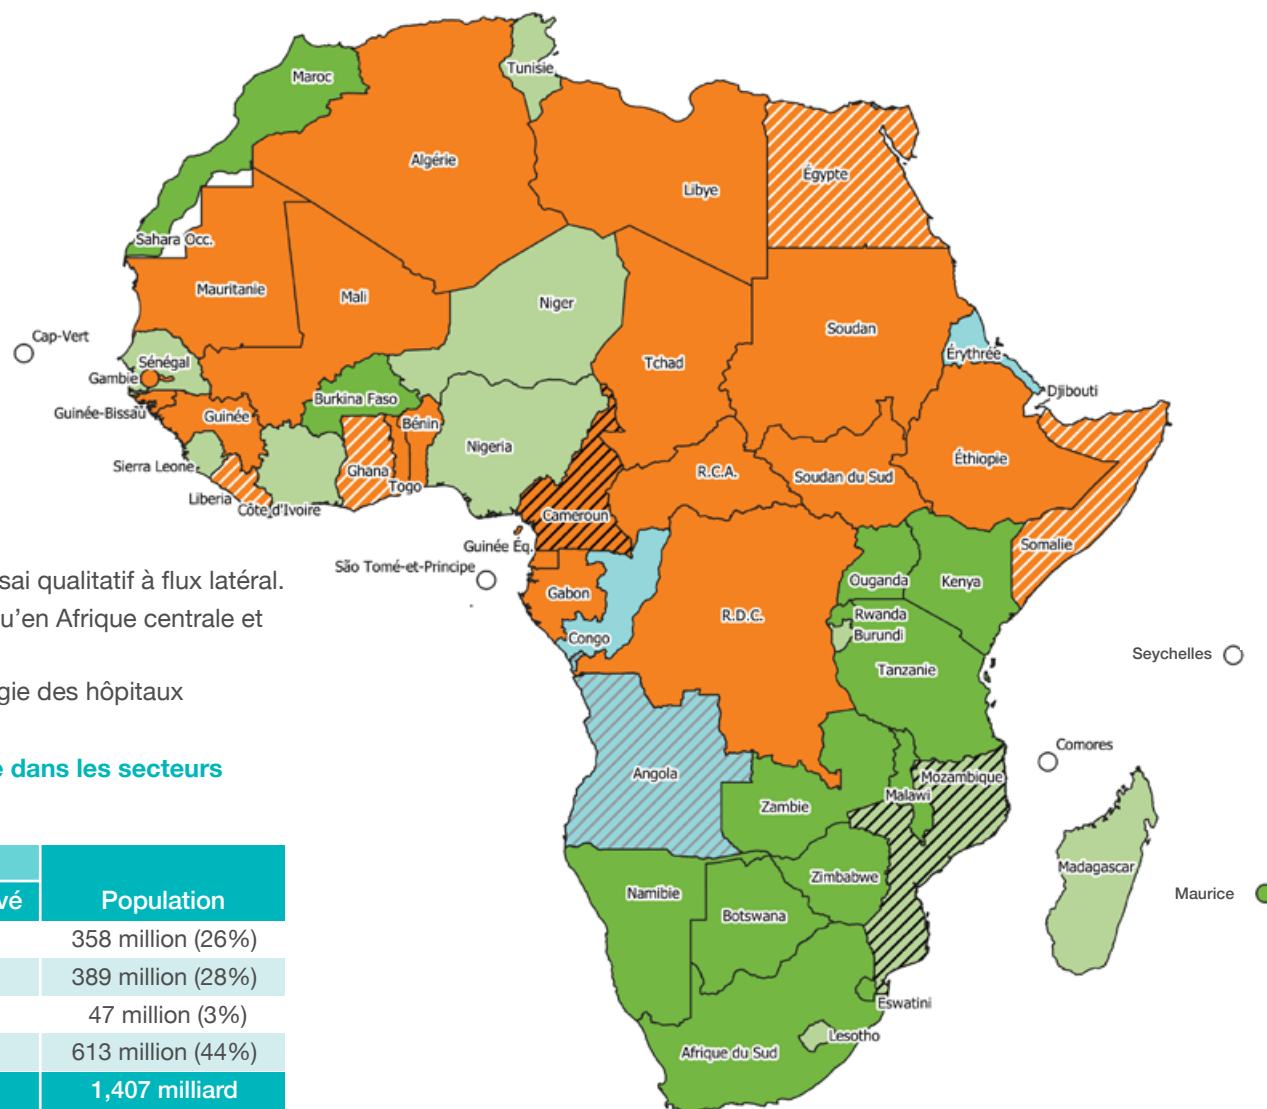 Maroc
Tunisie
Algérie
Libye
Égypte
Sahara Occ.
Mauritanie
Mali
Niger
Soudan
Tchad
Cap-Vert
Érythrée
Sénégal
Gambie
Djibouti
Burkina Faso
Guinée-Bissau
Guinée
Bénin
Nigeria
Éthiopie
Sierra Leone
Ghana
R.C.A.
Soudan du Sud
Togo
Liberia
Côte d'Ivoire
Cameroun
Guinée Éq.
Somalie
São Tomé-et-Principe
Ouganda
Kenya
Gabon
R.D.C.
Rwanda
Congo
Burundi
Seychelles
Tanzanie
Comores
Angola
Mozambique
Malawi
Zambie
Madagascar
Zimbabwe
Namibie
Maurice
Botswana
Eswatini
Lesotho
Afrique du Sud
sai qualitatif à flux latéral.
u'en Afrique centrale et
gie des hôpitaux
e dans les secteurs
vé Population
358 million (26%)
389 million (28%)
47 million (3%)
613 million (44%)
1,407 milliard